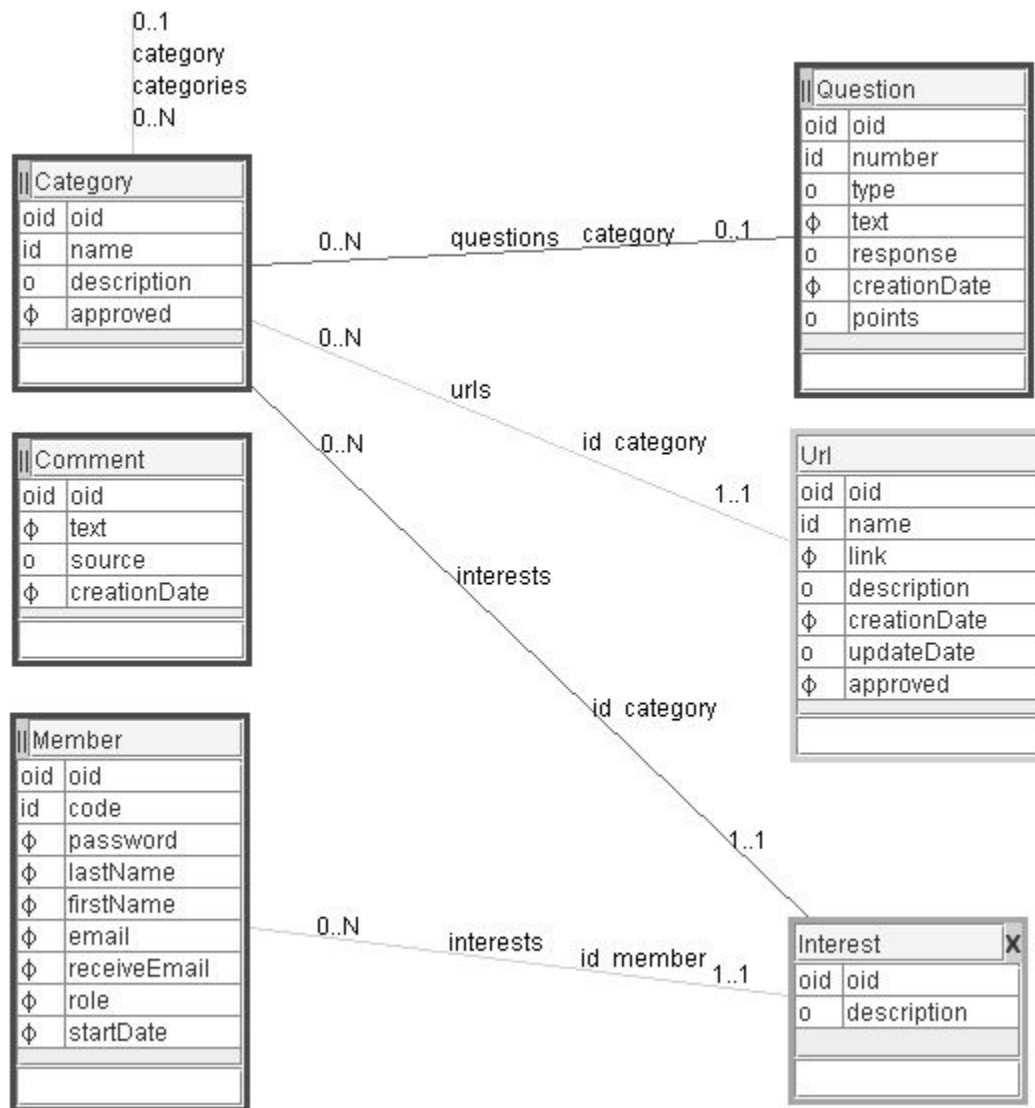 0..1
category
categories
0..N
|| Category
oid oid
id name
o description
ϕ approved
0..N questions category 0..1
|| Question
oid oid
id number
o type
ϕ text
o response
ϕ creationDate
o points
0..N
urls
id category
1..1
Url
oid oid
id name
ϕ link
o description
ϕ creationDate
o updateDate
ϕ approved
|| Comment
oid oid
ϕ text
o source
ϕ creationDate
0..N
interests
id category
1..1
|| Member
oid oid
id code
ϕ password
ϕ lastName
ϕ firstName
ϕ email
ϕ receiveEmail
ϕ role
ϕ startDate
0..N interests id member 1..1
Interest X
oid oid
o description